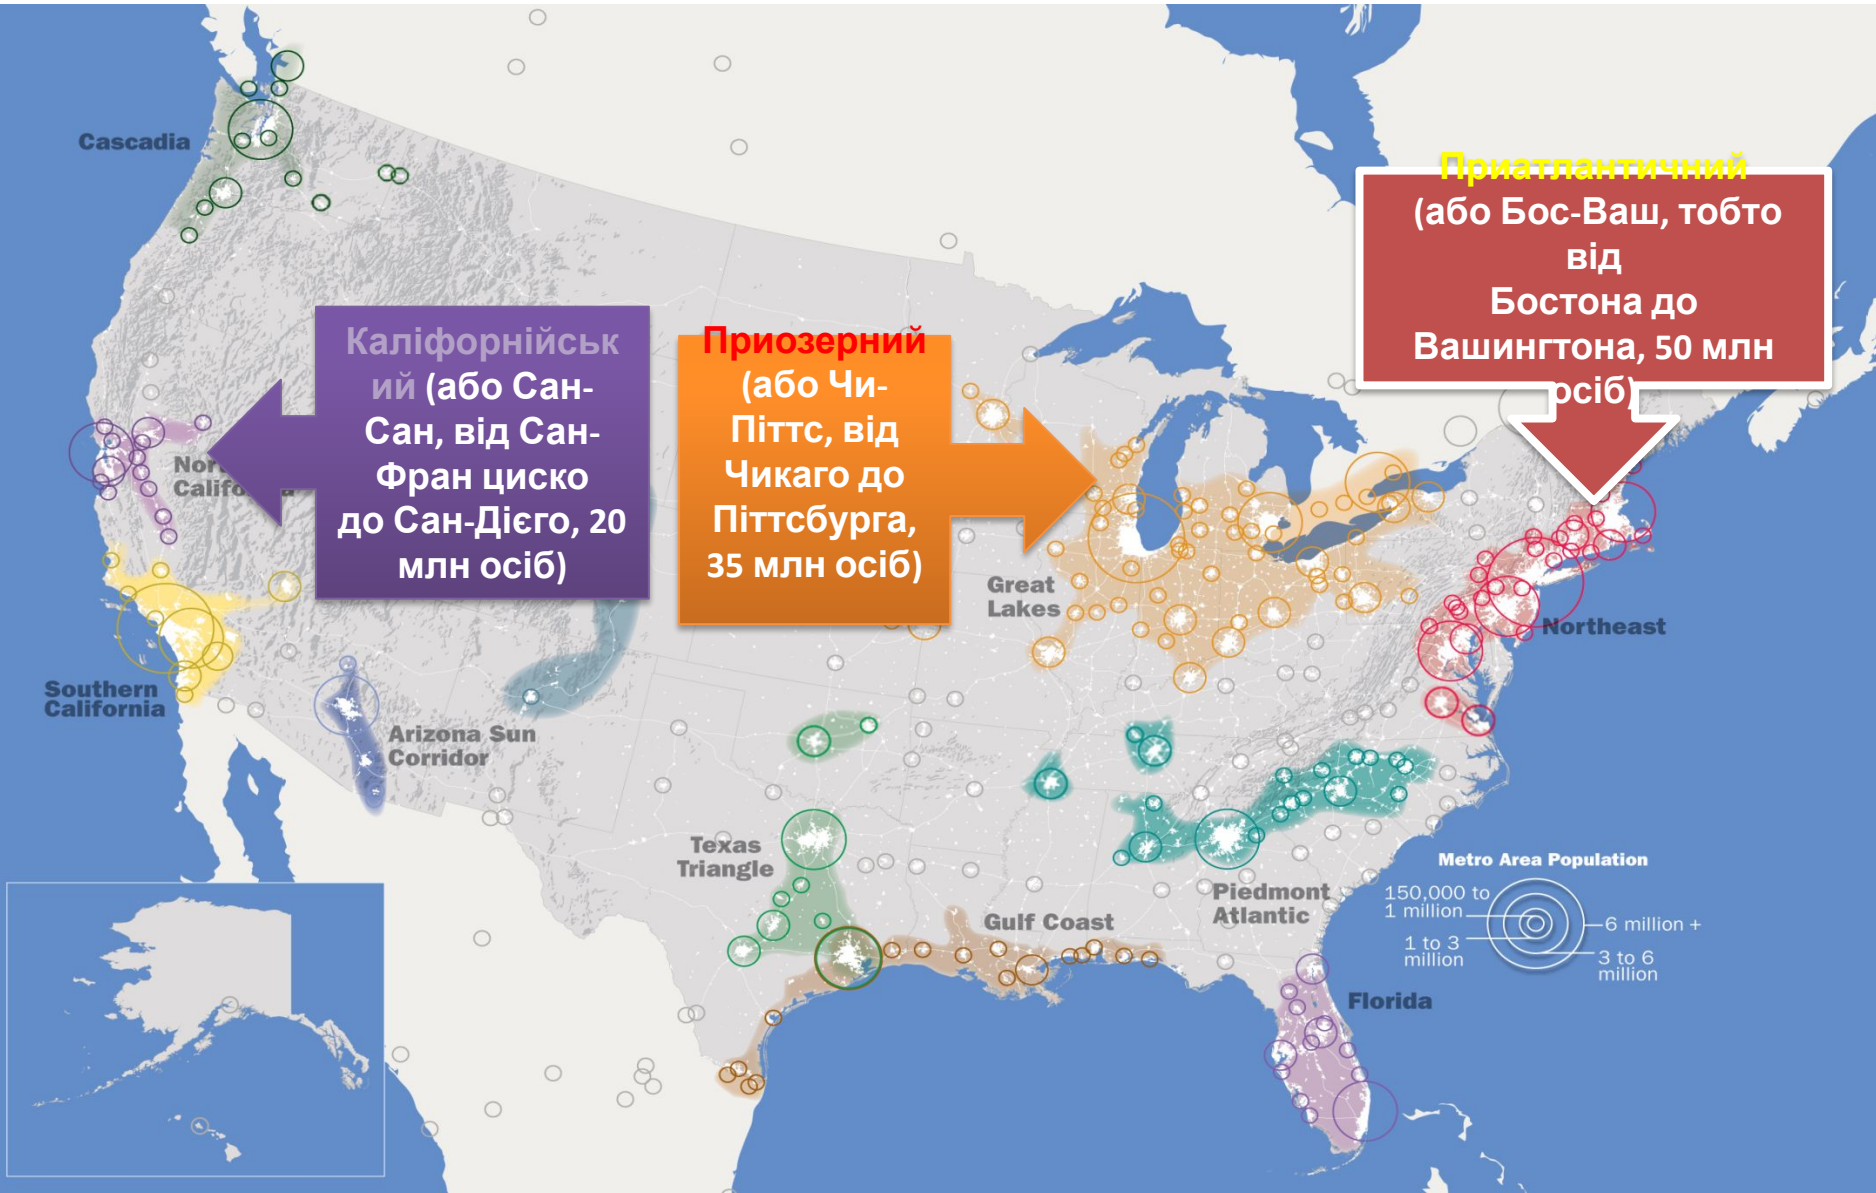 Cascadia
Приатлантичний
(або Бос-Ваш, тобто
від
Бостона до
Вашингтона, 50 млн
осіб)
Каліфорнійськ
ий (або Сан-
Сан, від Сан-
Фран циско
до Сан-Дієго, 20
млн осіб)
Приозерний
(або Чи-
Піттс, від
Чикаго до
Піттсбурга,
35 млн осіб)
Great
Lakes
Northeast
Southern
California
Arizona Sun
Corridor
Texas
Triangle
Gulf Coast
Piedmont
Atlantic
Florida
Metro Area Population
150,000 to
1 million
1 to 3
million
6 million +
3 to 6
million